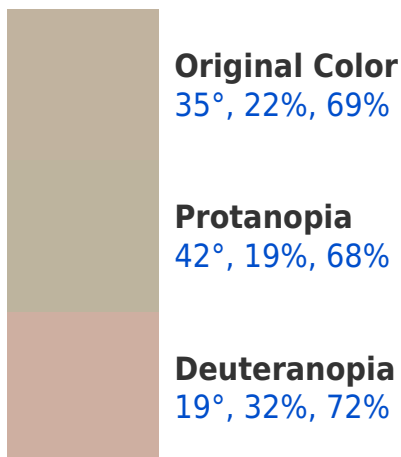 Original Color
35°, 22%, 69%
Protanopia
42°, 19%, 68%
Deuteranopia
19°, 32%, 72%